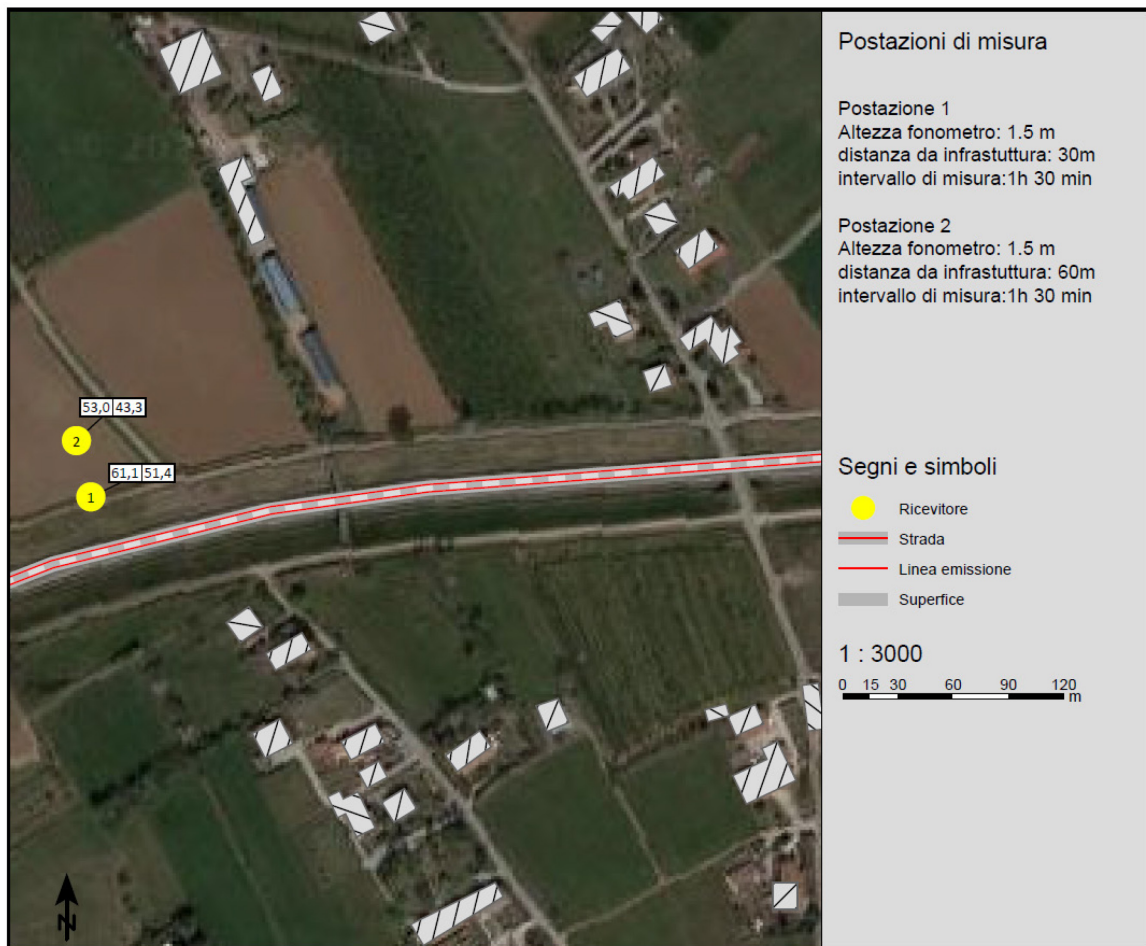 Postazioni di misura
Postazione 1
Altezza fonometro: 1.5 m
distanza da infrastuttura: 30m
intervallo di misura:1h 30 min
Postazione 2
Altezza fonometro: 1.5 m
distanza da infrastuttura: 60m
intervallo di misura:1h 30 min
53,0 43,3
2
61,1 51,4
1
Segni e simboli
Ricevitore
Strada
Linea emissione
Superfice
1 : 3000
0 15 30 60 90 120
m
N